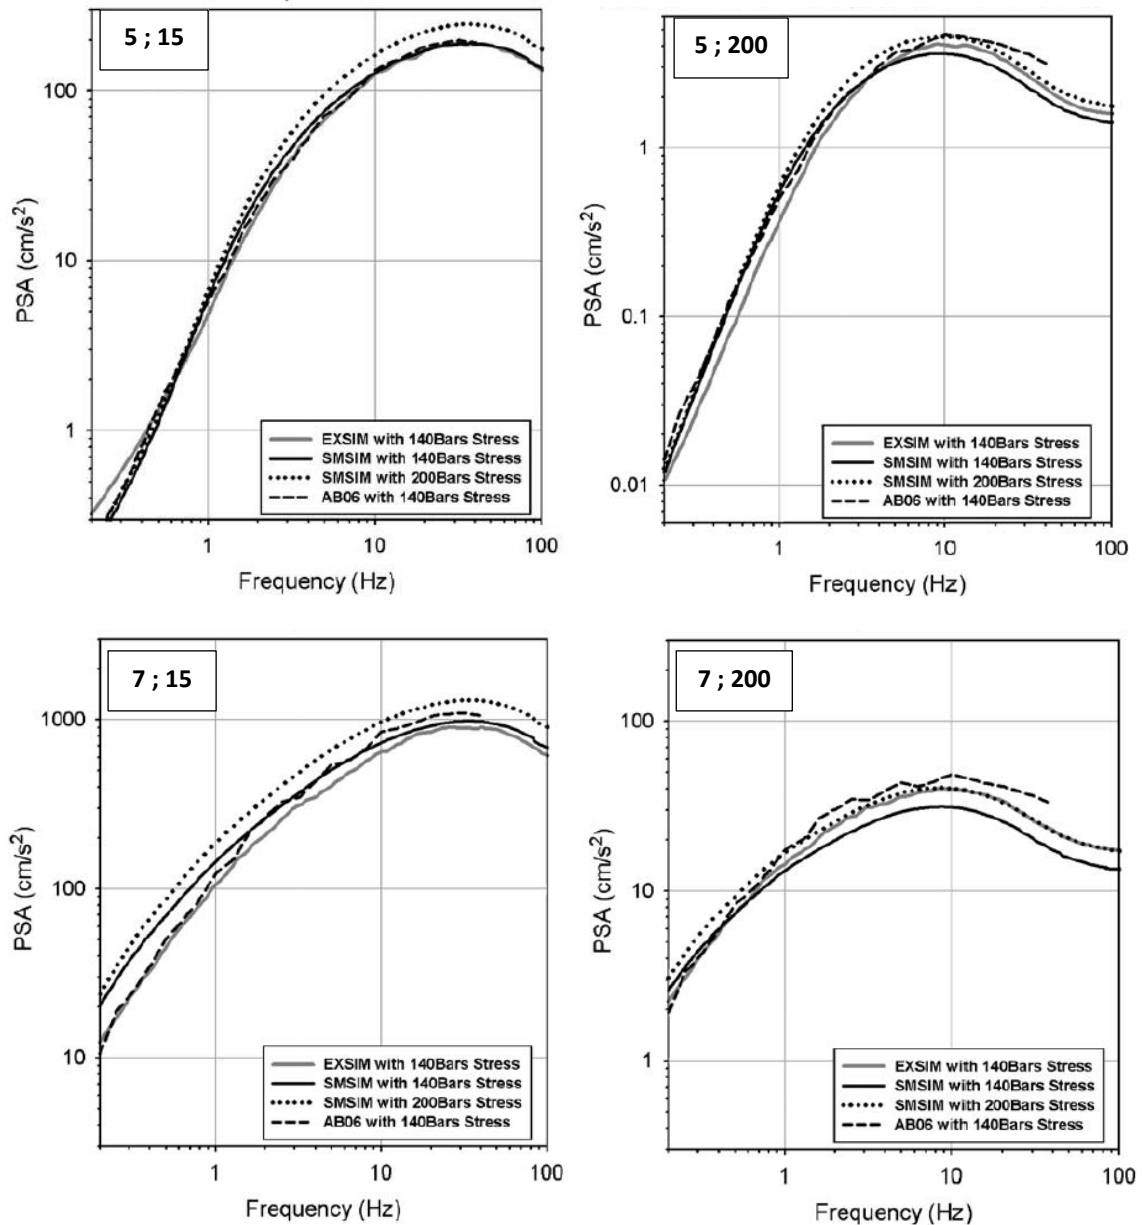 5 ; 15
100
10
1
PSA (cm/s²)
EXSIM with 140Bars Stress
SMSIM with 140Bars Stress
SMSIM with 200Bars Stress
AB06 with 140Bars Stress
1 10 100
Frequency (Hz)
5 ; 200
1
0.1
0.01
PSA (cm/s²)
EXSIM with 140Bars Stress
SMSIM with 140Bars Stress
SMSIM with 200Bars Stress
AB06 with 140Bars Stress
1 10 100
Frequency (Hz)
7 ; 15
1000
100
10
PSA (cm/s²)
EXSIM with 140Bars Stress
SMSIM with 140Bars Stress
SMSIM with 200Bars Stress
AB06 with 140Bars Stress
1 10 100
Frequency (Hz)
7 ; 200
100
10
1
PSA (cm/s²)
EXSIM with 140Bars Stress
SMSIM with 140Bars Stress
SMSIM with 200Bars Stress
AB06 with 140Bars Stress
1 10 100
Frequency (Hz)